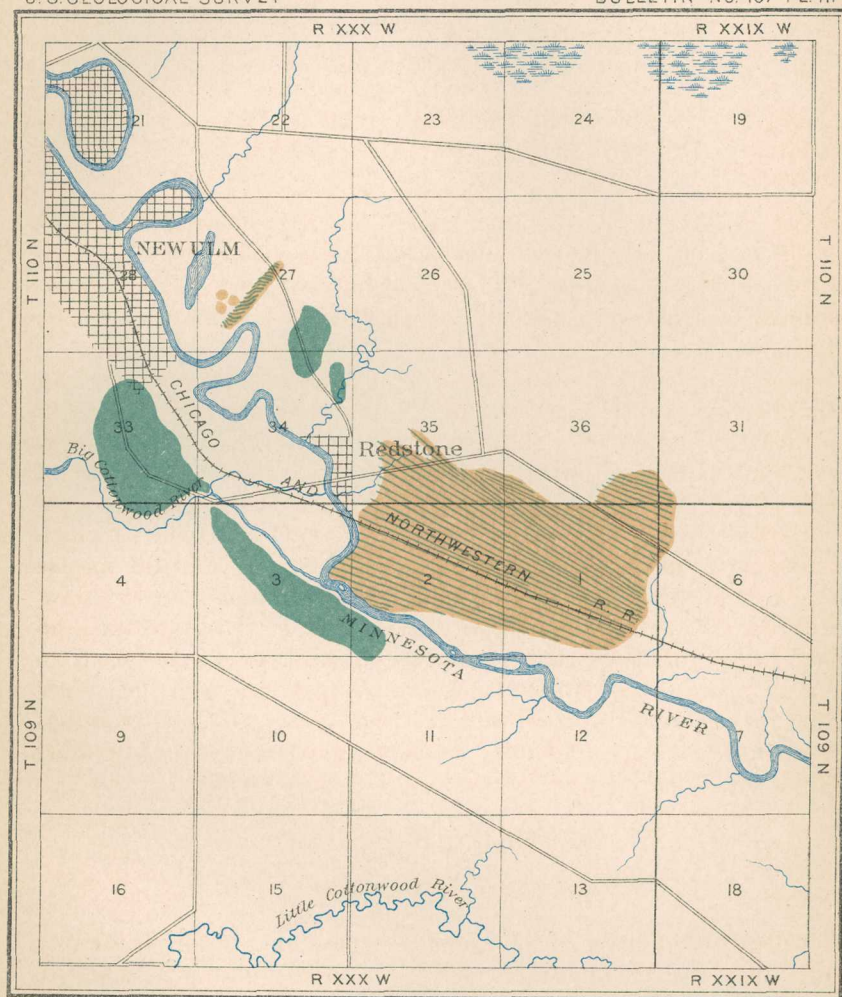 R XXX W
R XXIX W
21
22
23
24
19
T 110 N
NEW ULM
28
27
26
25
30
T 110 N
CHICAGO
33
34
35
36
31
Redstone
Big Cottonwood River
AND
NORTHWESTERN
R. R.
4
3
2
1
6
MINNESOTA
RIVER
T 109 N
9
10
11
12
7
T 109 N
16
15
13
18
Little Cottonwood River
R XXX W
R XXIX W